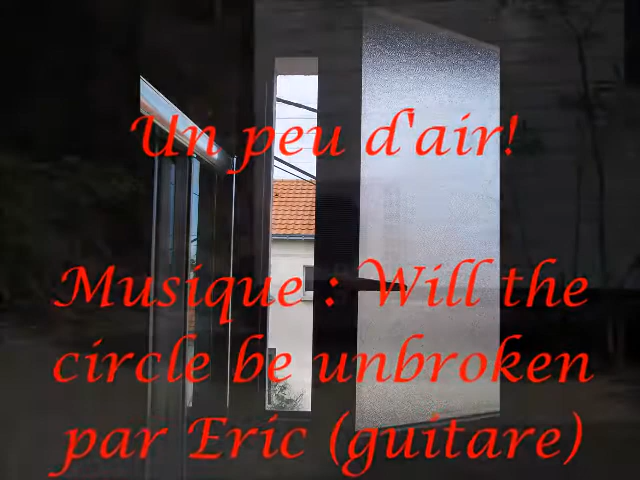 Un peu d'air!
Musique : Will the
circle be unbroken
par Eric (guitare)